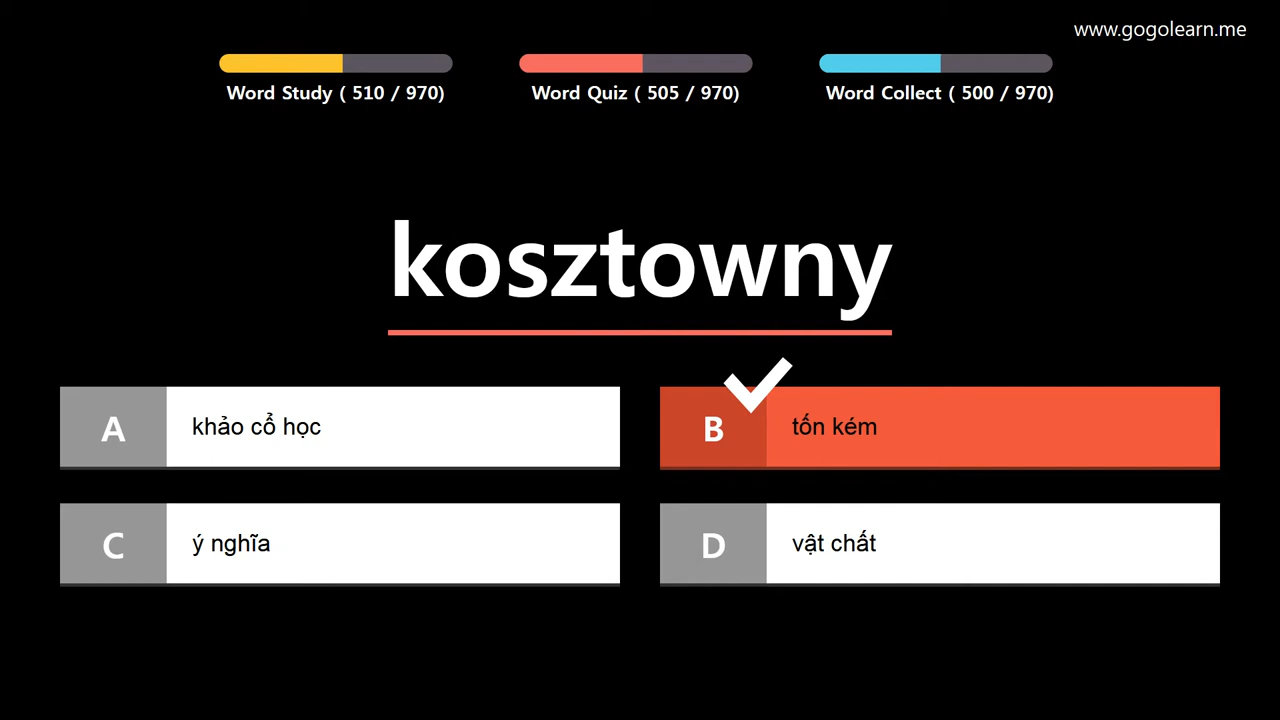 www.gogolearn.me
Word Study ( 510 / 970)
Word Quiz ( 505 / 970)
Word Collect ( 500 / 970)
kosztowny
A khảo cổ học
B tốn kém
C ý nghĩa
D vật chất